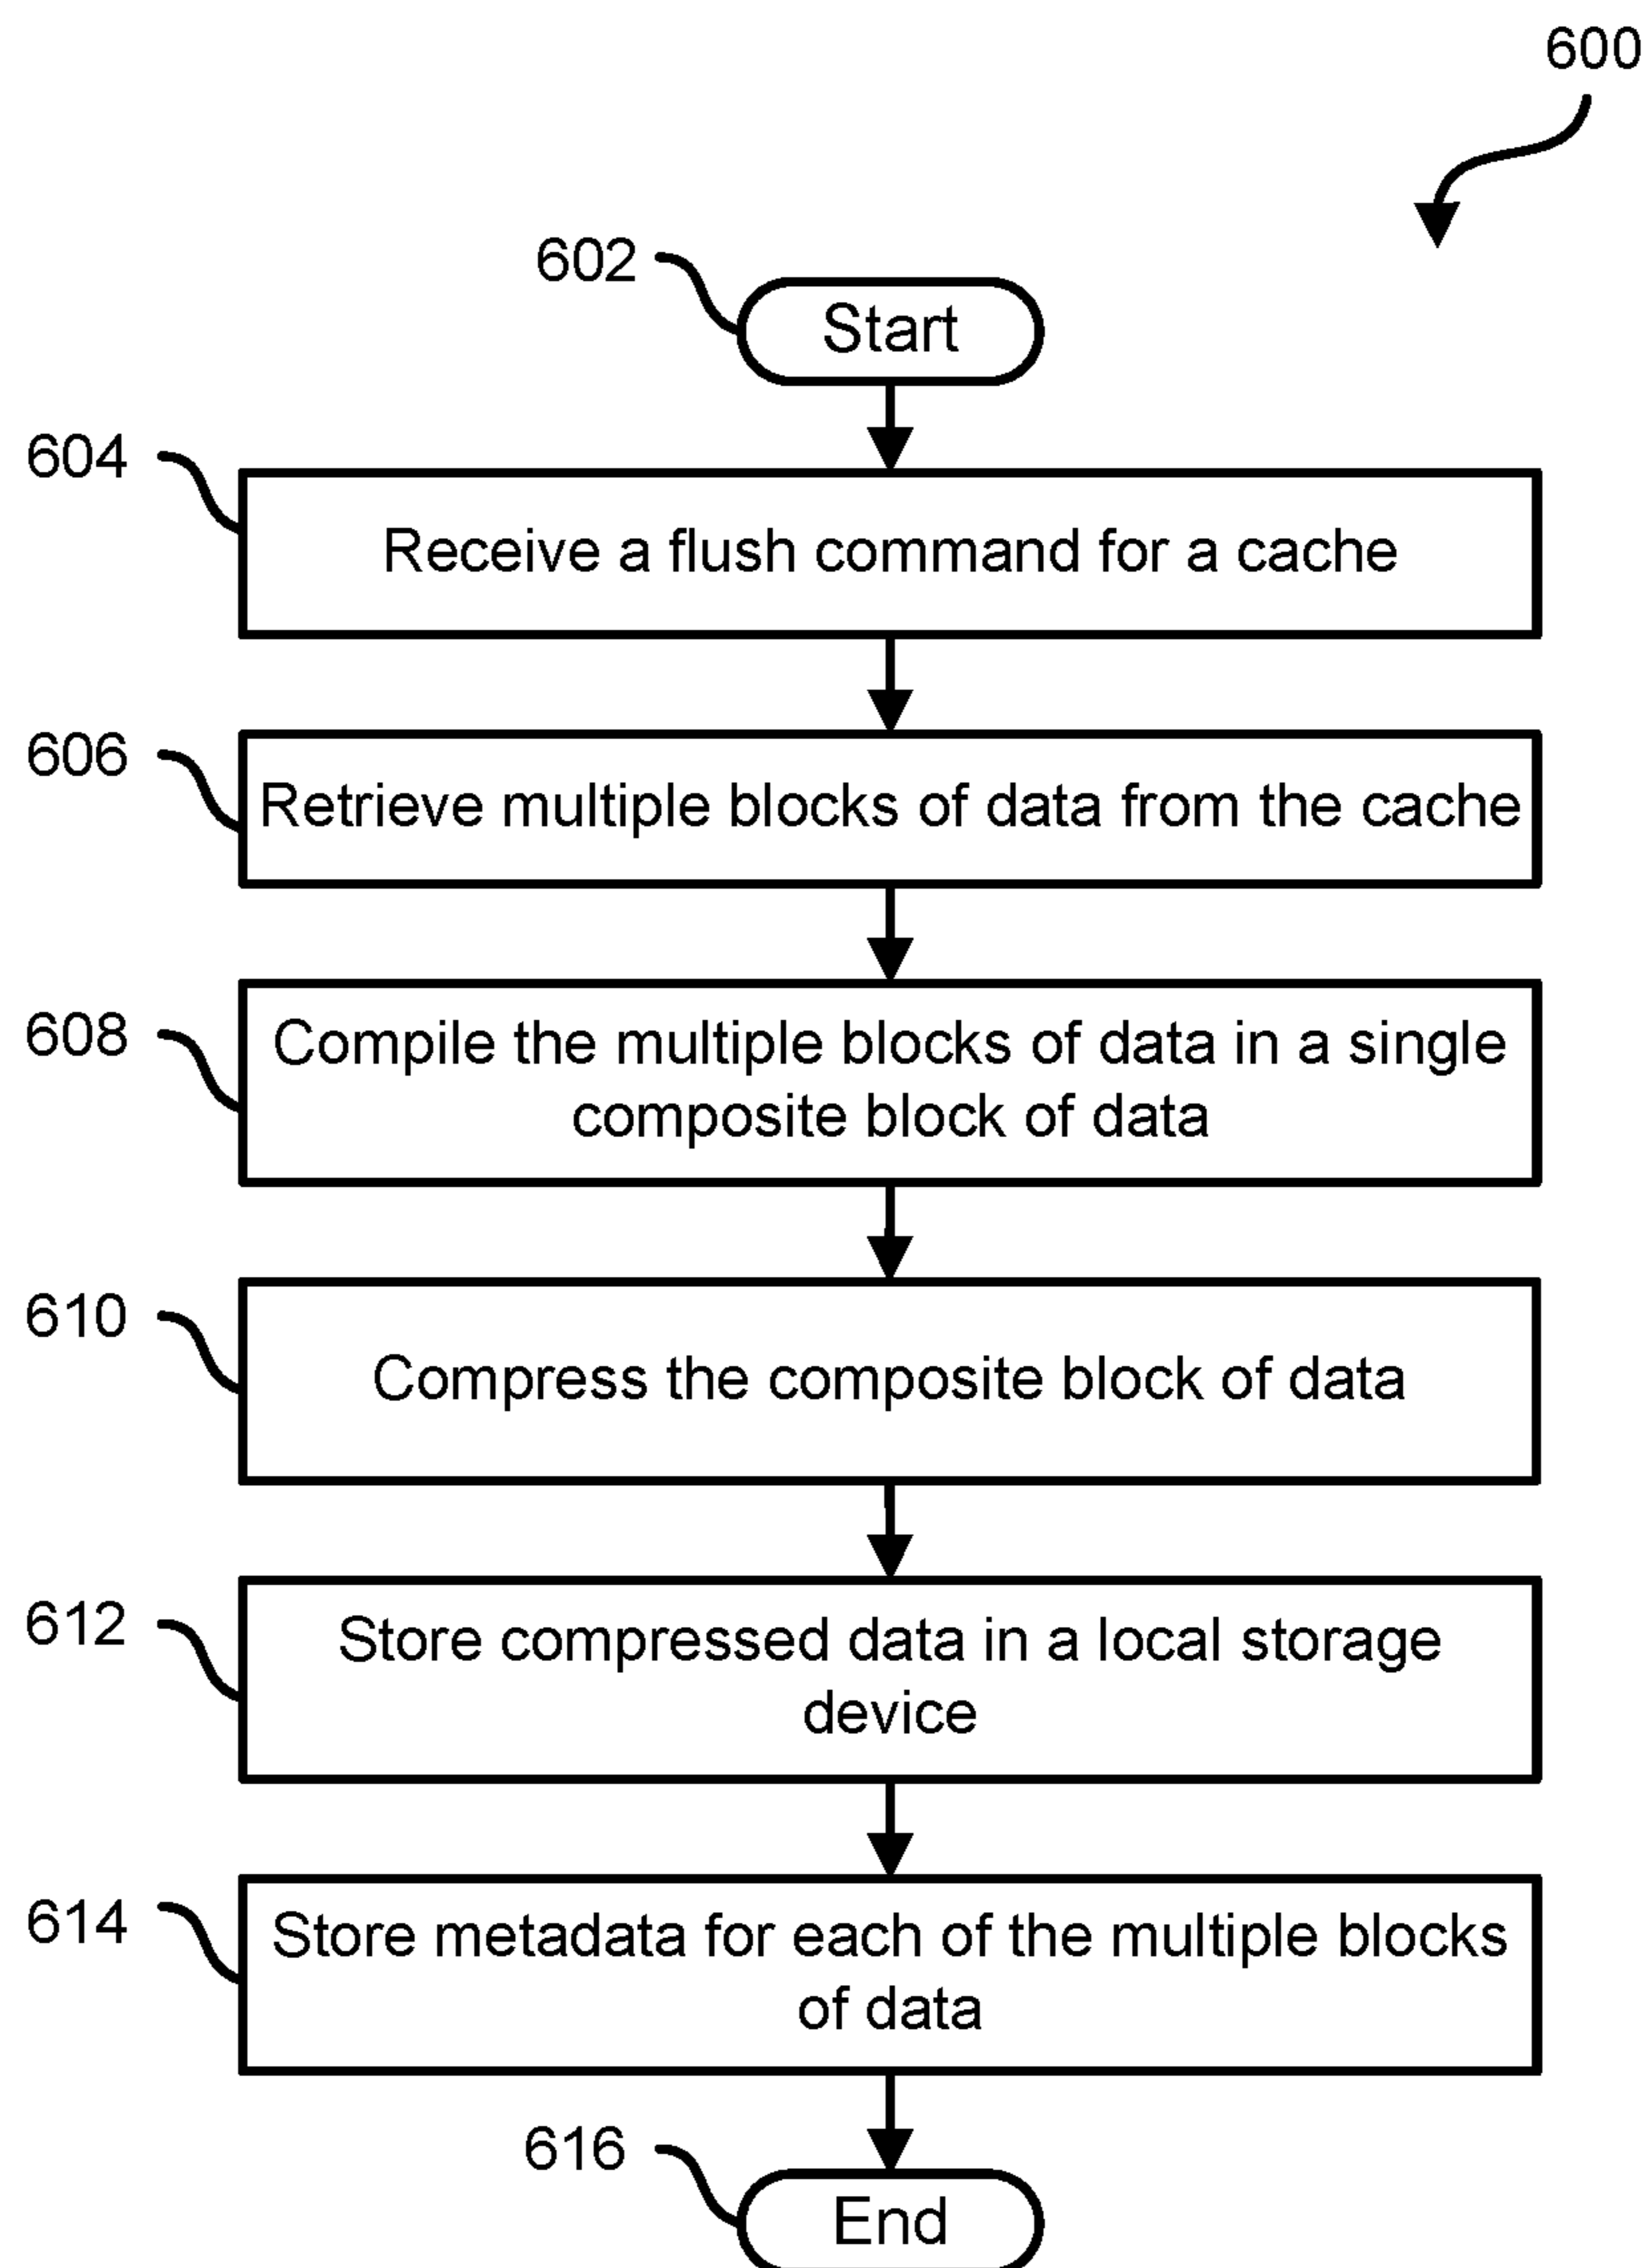 600
602
Start
604
Receive a flush command for a cache
606
Retrieve multiple blocks of data from the cache
608
Compile the multiple blocks of data in a single
composite block of data
610
Compress the composite block of data
612
Store compressed data in a local storage
device
614
Store metadata for each of the multiple blocks
of data
616
End